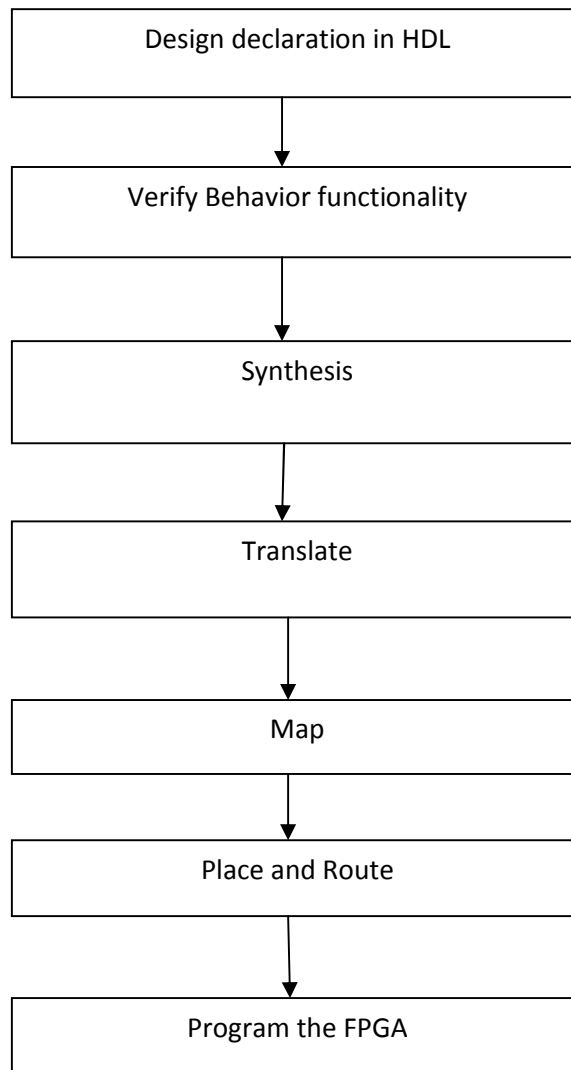 Design declaration in HDL
Verify Behavior functionality
Synthesis
Translate
Map
Place and Route
Program the FPGA